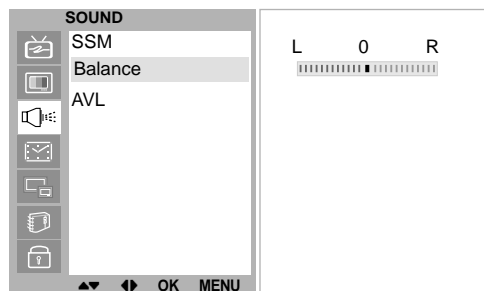 SOUND
SSM
Balance
AVL
▲▼ ◀▶ OK MENU
L 0 R